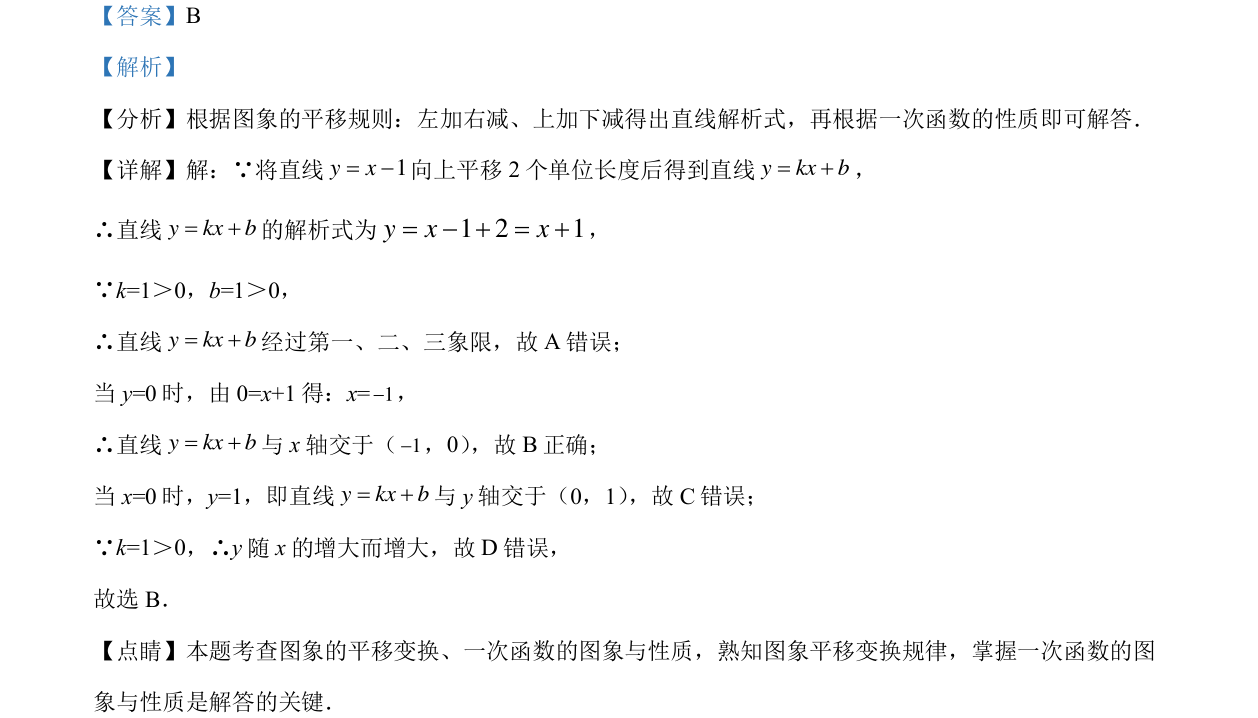 【答案】B
【解析】
【分析】根据图象的平移规则：左加右减、上加下减得出直线解析式，再根据一次函数的性质即可解答．
【详解】解：∵将直线 y = x −1 向上平移 2 个单位长度后得到直线 y = kx + b ，
∴直线 y = kx + b 的解析式为 y = x −1+ 2 = x +1，
∵k=1＞0，b=1＞0，
∴直线 y = kx + b 经过第一、二、三象限，故 A 错误；
当 y=0 时，由 0=x+1 得：x= −1，
∴直线 y = kx + b 与 x 轴交于（ −1，0），故 B 正确；
当 x=0 时，y=1，即直线 y = kx + b 与 y 轴交于（0，1），故 C 错误；
∵k=1＞0，∴y 随 x 的增大而增大，故 D 错误，
故选 B．
【点睛】本题考查图象的平移变换、一次函数的图象与性质，熟知图象平移变换规律，掌握一次函数的图
象与性质是解答的关键．